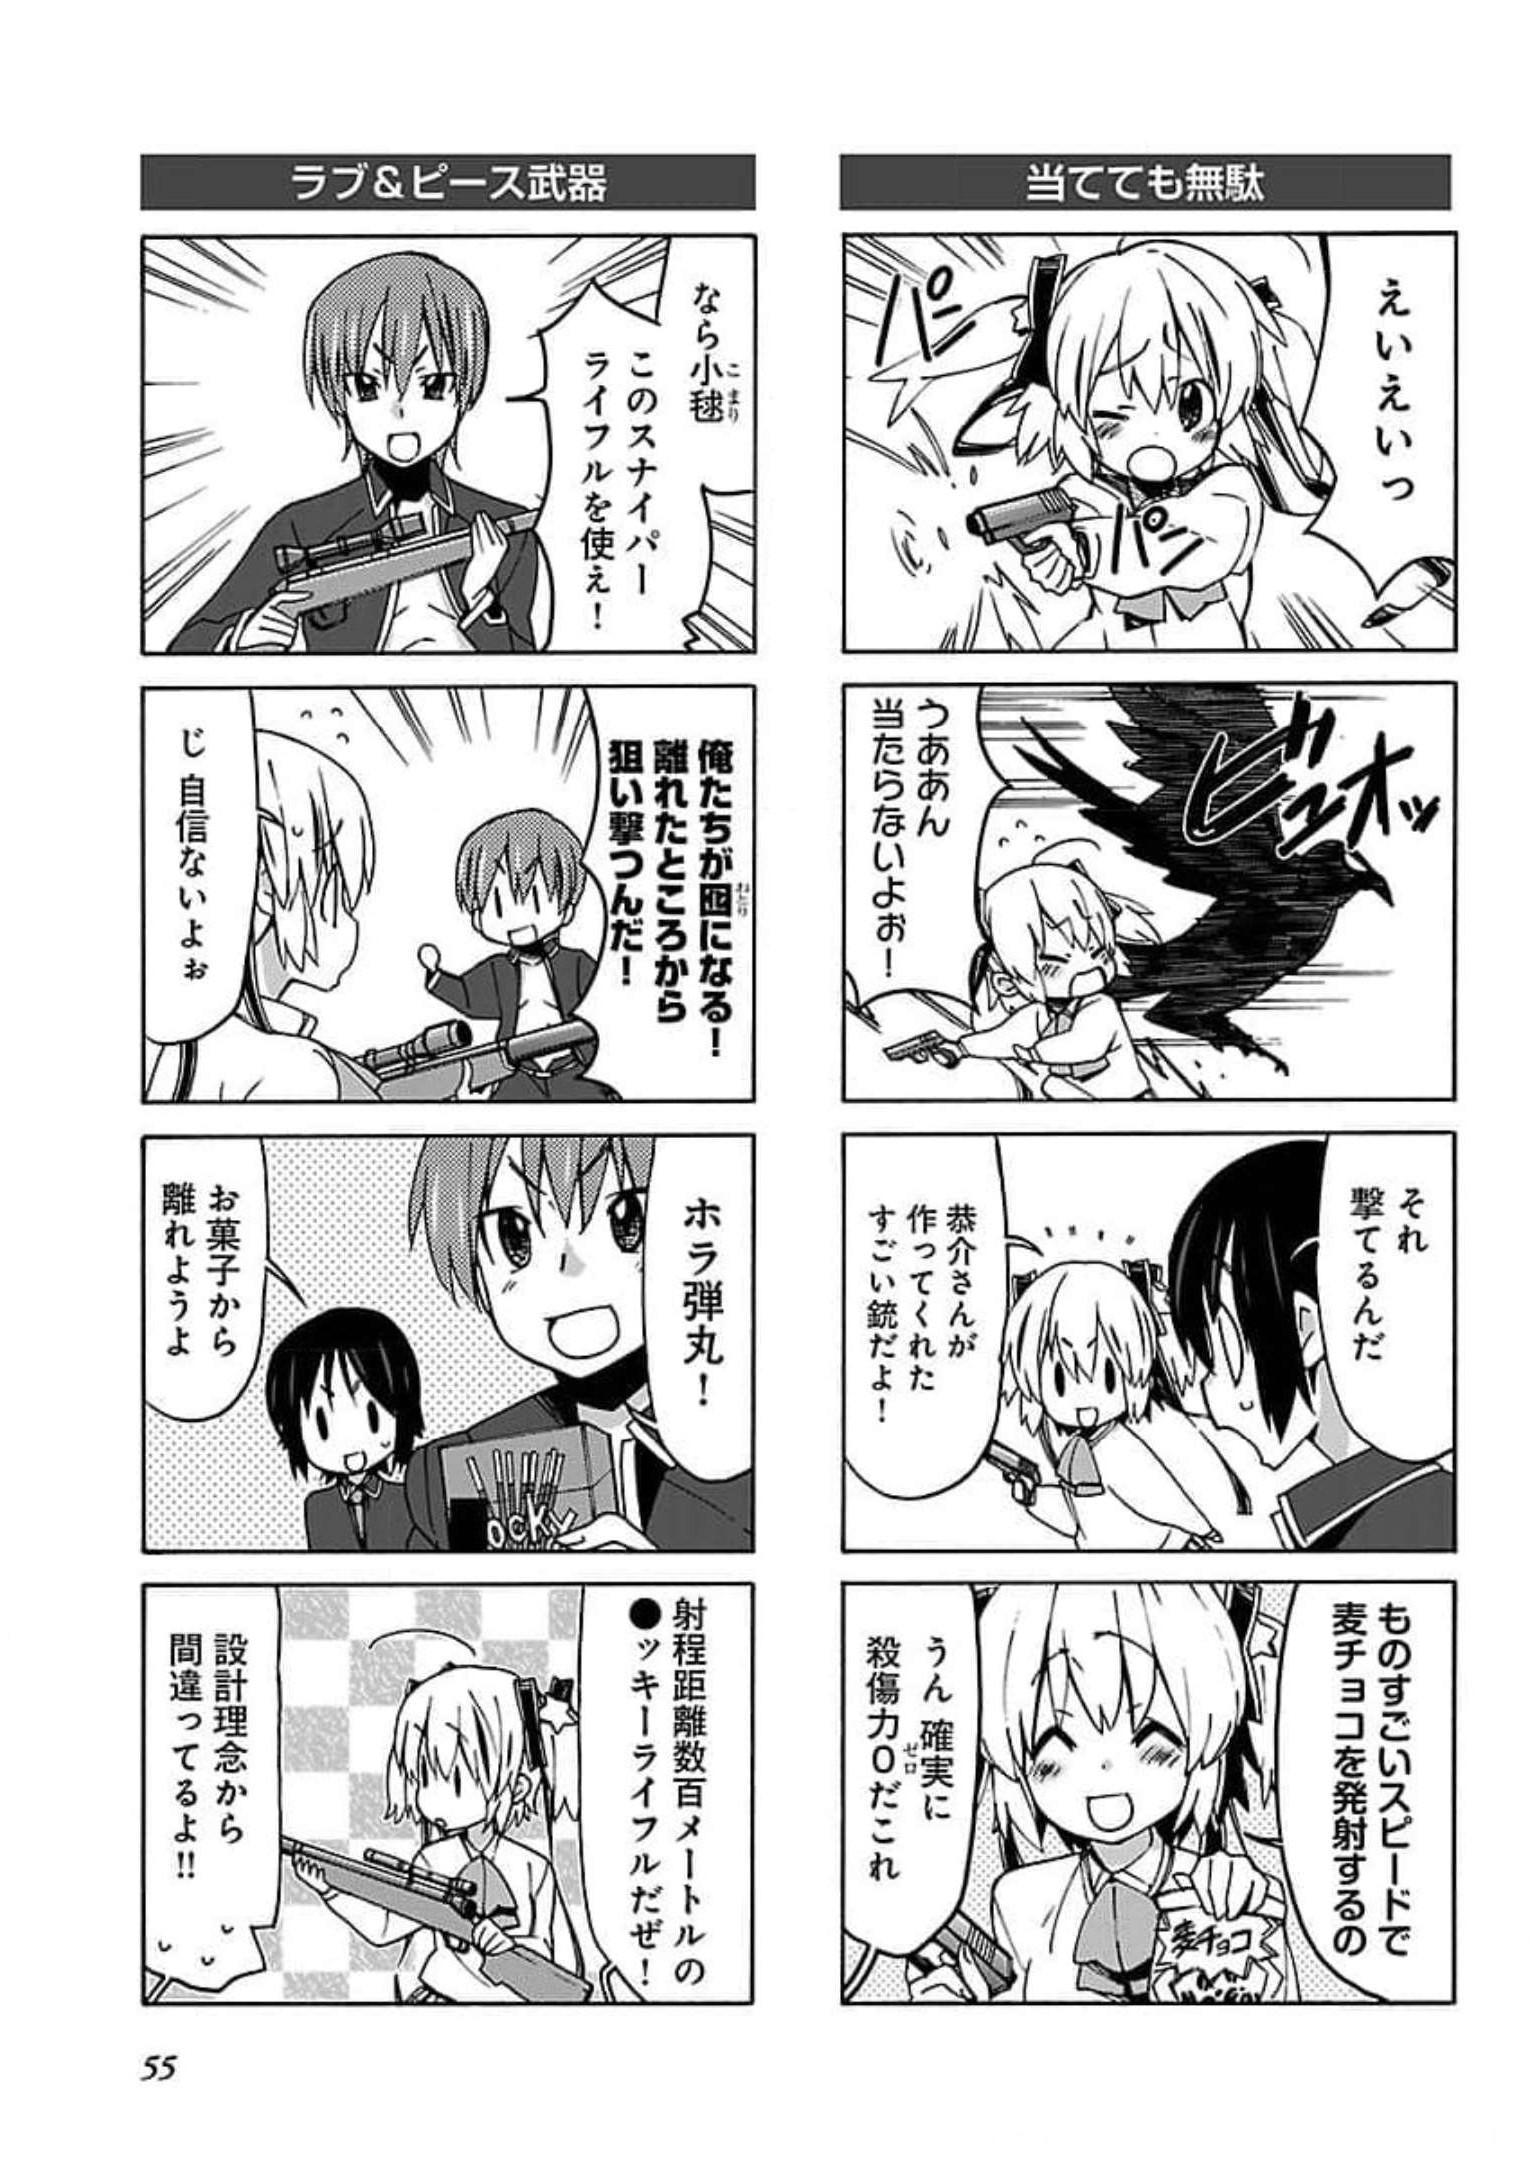 当てても無駄
えいえいっ
パン
パン
うああん
当たらないよぉ!
ビュオッ
それ
撃てるんだ
恭介さんが
作ってくれた
すごい銃だよ!
ものすごいスピードで
麦チョコを発射するの
うん 確実に
殺傷力0だこれ
ゼロ
麦チョコ
ラブ&ピース武器
なら小毬
こまり
このスナイパー
ライフルを使え!
俺たちが囮になる!
おとり
離れたところから
狙い撃つんだ!
じ 自信ないよぉ
ホラ弾丸!
お菓子から
離れようよ
OCKY
射程距離数百メートルの
●ッキーライフルだぜ!
設計理念から
間違ってるよ!!
55